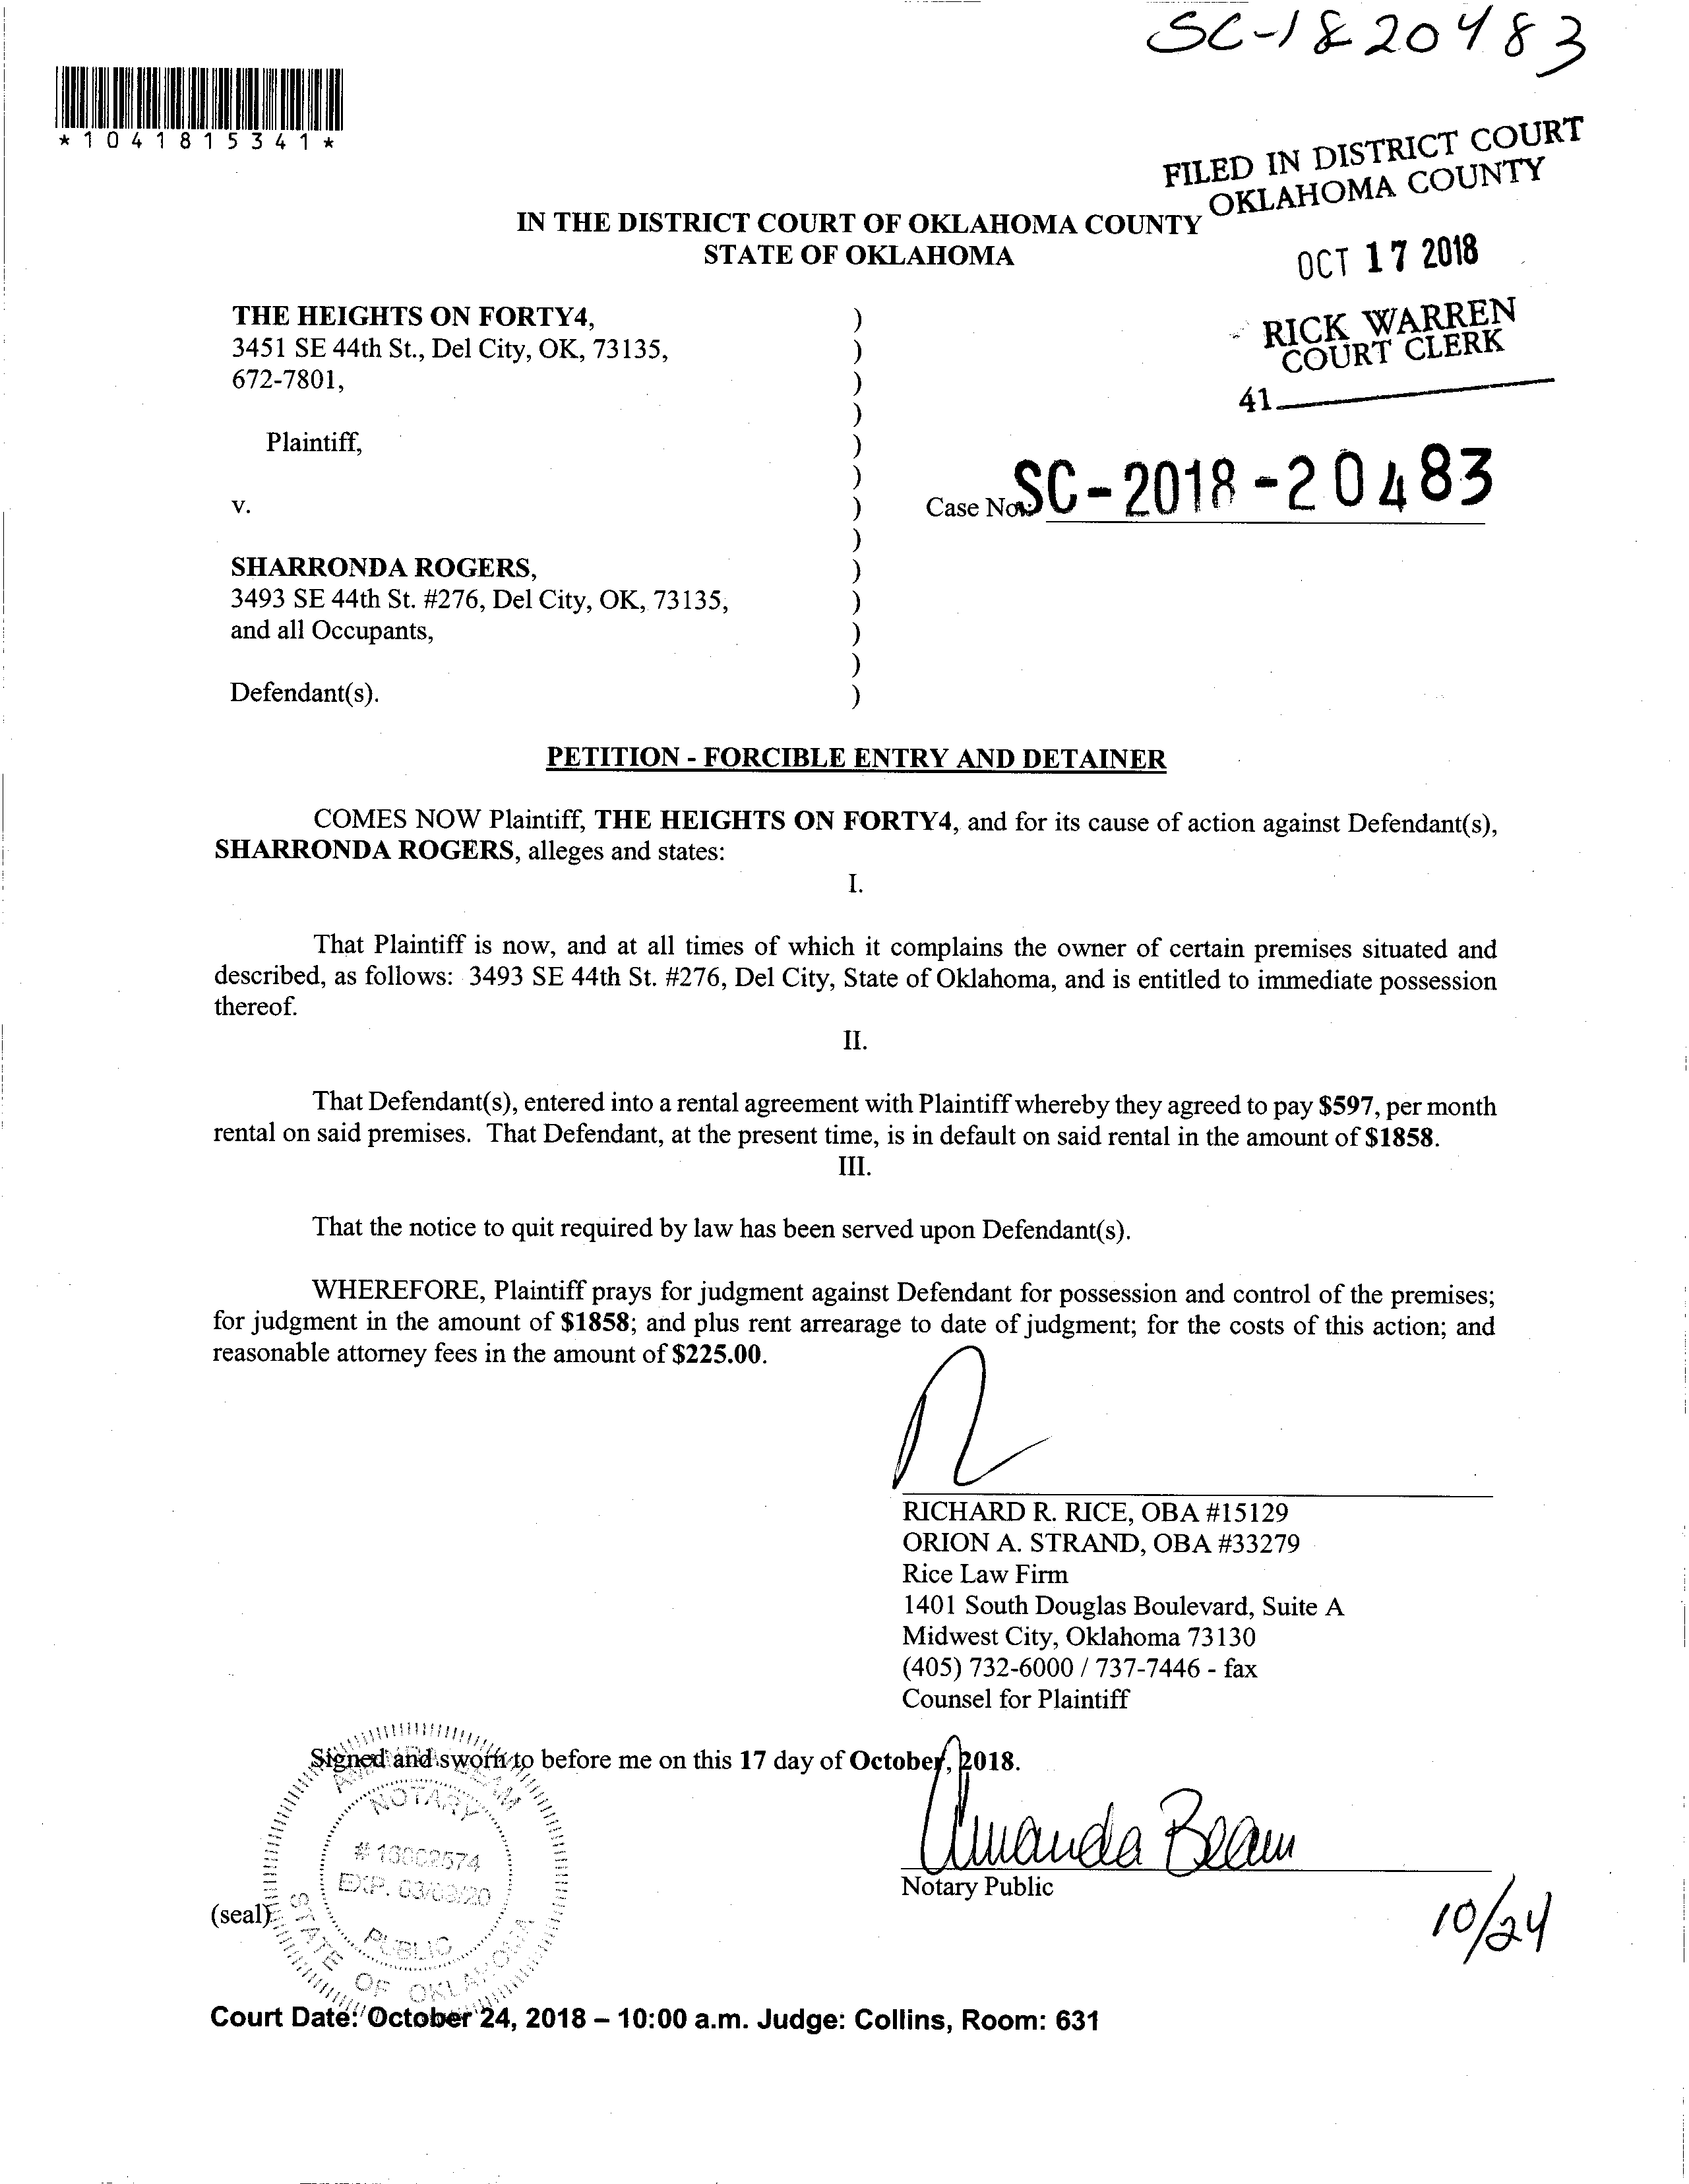 SC-1820483
*1041815341*
FILED IN DISTRICT COURT
OKLAHOMA COUNTY
IN THE DISTRICT COURT OF OKLAHOMA COUNTY
STATE OF OKLAHOMA
OCT 17 2018
RICK WARREN
COURT CLERK
41
THE HEIGHTS ON FORTY4, )
3451 SE 44th St., Del City, OK, 73135, )
672-7801, )
)
Plaintiff, )
)
v. )
Case No: SC-2018-20483
)
SHARRONDA ROGERS, )
3493 SE 44th St. #276, Del City, OK, 73135, )
and all Occupants, )
)
Defendant(s). )
PETITION - FORCIBLE ENTRY AND DETAINER
COMES NOW Plaintiff, THE HEIGHTS ON FORTY4, and for its cause of action against Defendant(s),
SHARRONDA ROGERS, alleges and states:
I.
That Plaintiff is now, and at all times of which it complains the owner of certain premises situated and
described, as follows: 3493 SE 44th St. #276, Del City, State of Oklahoma, and is entitled to immediate possession
thereof.
II.
That Defendant(s), entered into a rental agreement with Plaintiff whereby they agreed to pay $597, per month
rental on said premises. That Defendant, at the present time, is in default on said rental in the amount of $1858.
III.
That the notice to quit required by law has been served upon Defendant(s).
WHEREFORE, Plaintiff prays for judgment against Defendant for possession and control of the premises;
for judgment in the amount of $1858; and plus rent arrearage to date of judgment; for the costs of this action; and
reasonable attorney fees in the amount of $225.00.
RICHARD R. RICE, OBA #15129
ORION A. STRAND, OBA #33279
Rice Law Firm
1401 South Douglas Boulevard, Suite A
Midwest City, Oklahoma 73130
(405) 732-6000 / 737-7446 - fax
Counsel for Plaintiff
Signed and sworn to before me on this 17 day of October, 2018.
BEAM
NOTARY
# 16002574
EXP.
PUBLIC
STATE OF OKLAHOMA
Amanda Beam
Notary Public
(seal)
10/24
Court Date: October 24, 2018 – 10:00 a.m. Judge: Collins, Room: 631